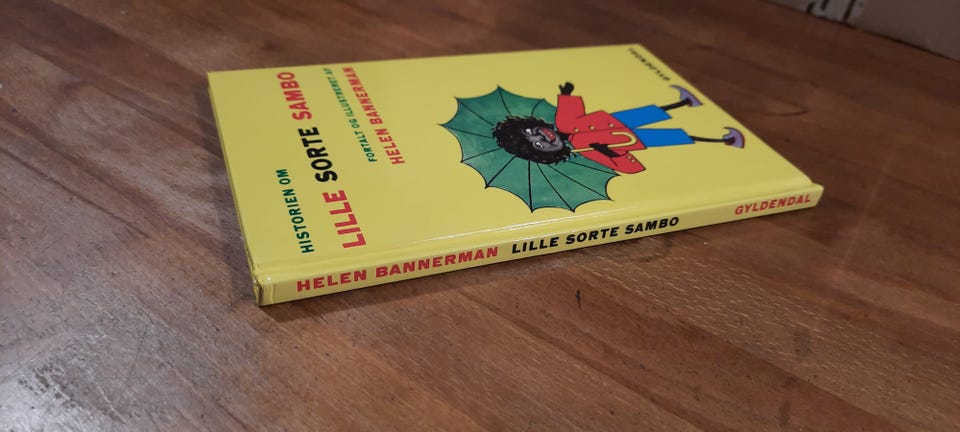 HISTORIEN OM
LILLE SORTE SAMBO
FORTALT OG ILLUSTRERET AF
HELEN BANNERMAN
GYLDENDAL
HELEN BANNERMAN LILLE SORTE SAMBO GYLDENDAL